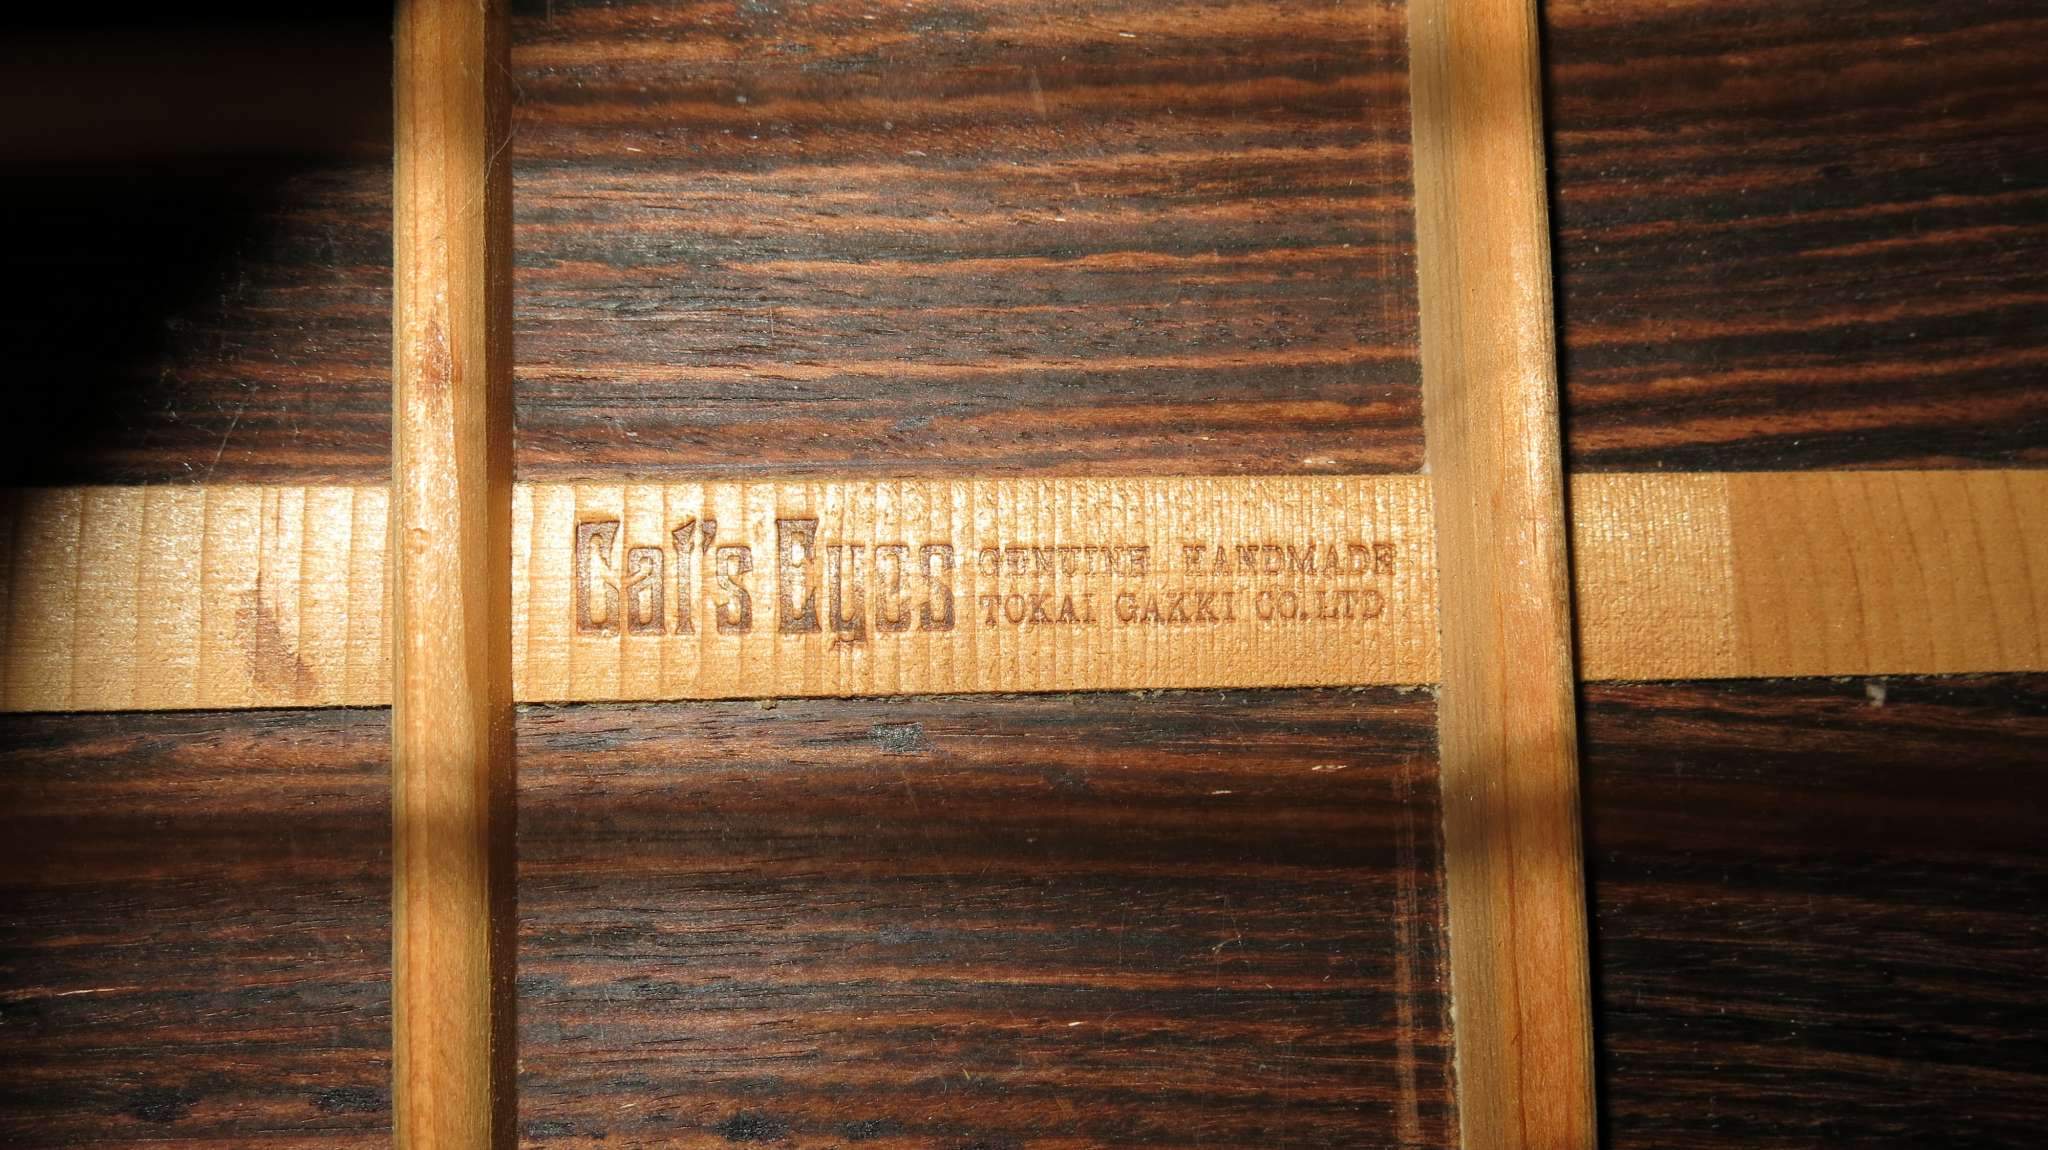 Cat's Eyes
GENUINE HANDMADE
TOKAI GAKKI CO. LTD